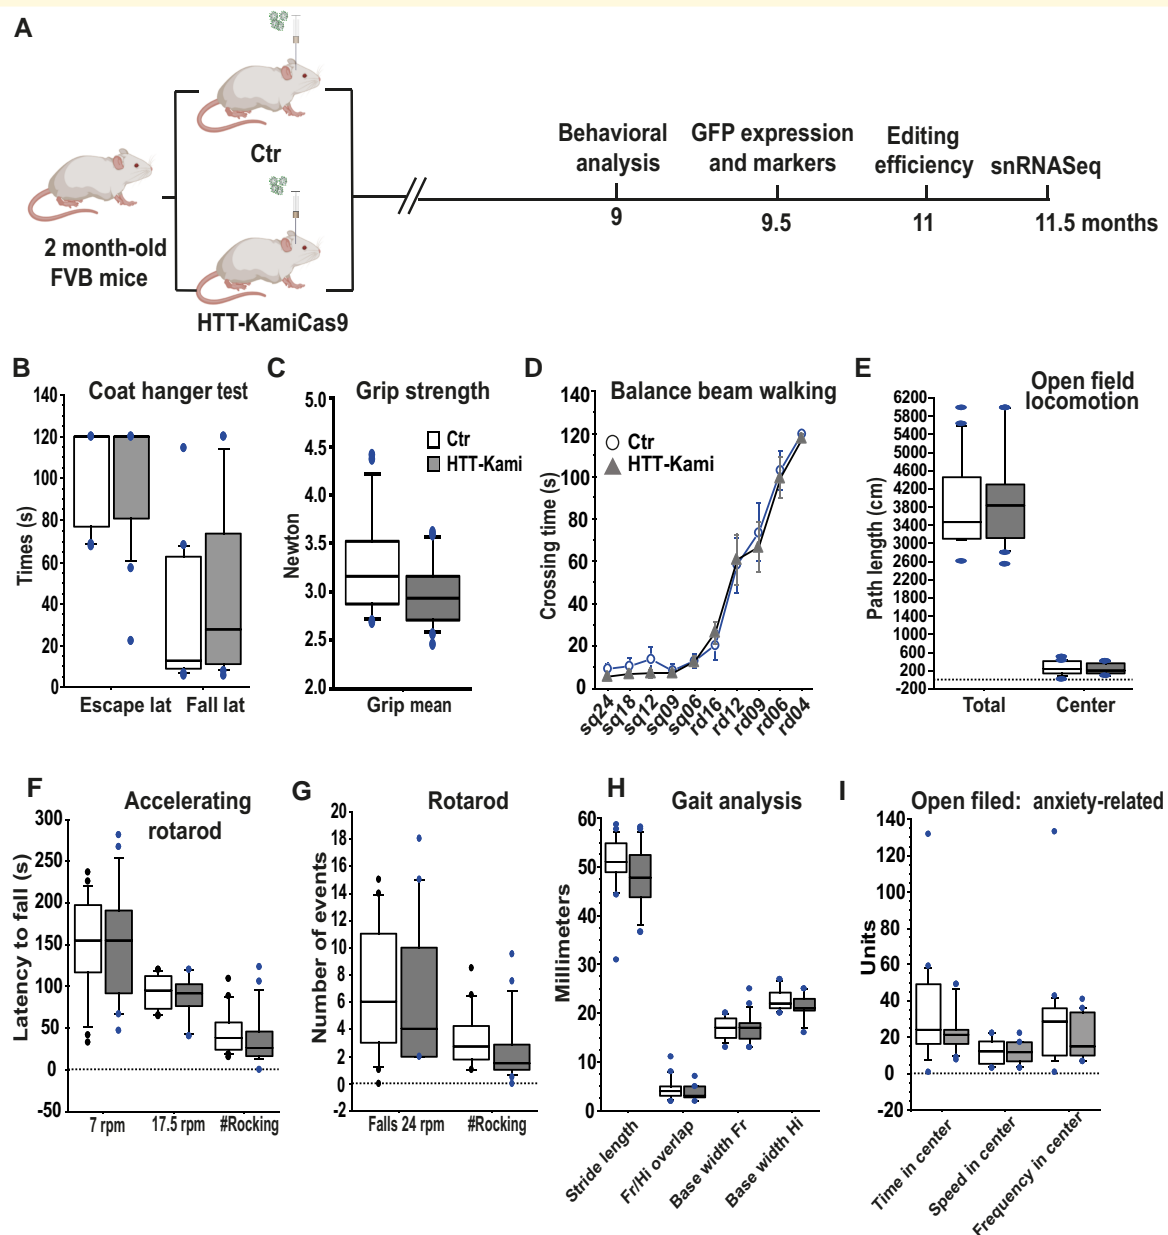 A
Ctr
2 month-old
FVB mice
HTT-KamiCas9
Behavioral
analysis
GFP expression
and markers
Editing
efficiency
snRNASeq
9
9.5
11
11.5 months
B
Coat hanger test
Times (s)
140
120
100
80
60
40
20
0
Escape lat
Fall lat
C
Grip strength
Newton
5.0
4.5
4.0
3.5
3.0
2.5
2.0
Ctr
HTT-Kami
Grip mean
D
Balance beam walking
Crossing time (s)
140
120
100
80
60
40
20
0
Ctr
HTT-Kami
sq24
sq18
sq12
sq09
sq06
rd16
rd12
rd09
rd06
rd04
E
Open field
locomotion
Path length (cm)
6200
5800
5400
5000
4600
4200
3800
3400
3000
2600
2200
1800
1400
1000
600
200
-200
Total
Center
F
Accelerating
rotarod
Latency to fall (s)
300
250
200
150
100
50
0
-50
7 rpm
17.5 rpm
#Rocking
G
Rotarod
Number of events
20
18
16
14
12
10
8
6
4
2
0
-2
Falls 24 rpm
#Rocking
H
Gait analysis
Millimeters
60
50
40
30
20
10
0
Stride length
Fr/Hi overlap
Base width Fr
Base width Hi
I
Open filed: anxiety-related
Units
140
120
100
80
60
40
20
0
-20
Time in center
Speed in center
Frequency in center